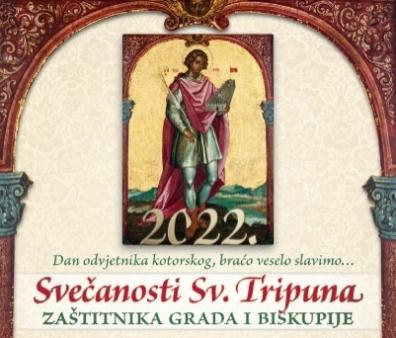 2022.
Dan odvjetnika kotorskog, braćo veselo slavimo...
Svečanosti Sv. Tripuna
ZAŠTITNIKA GRADA I BISKUPIJE